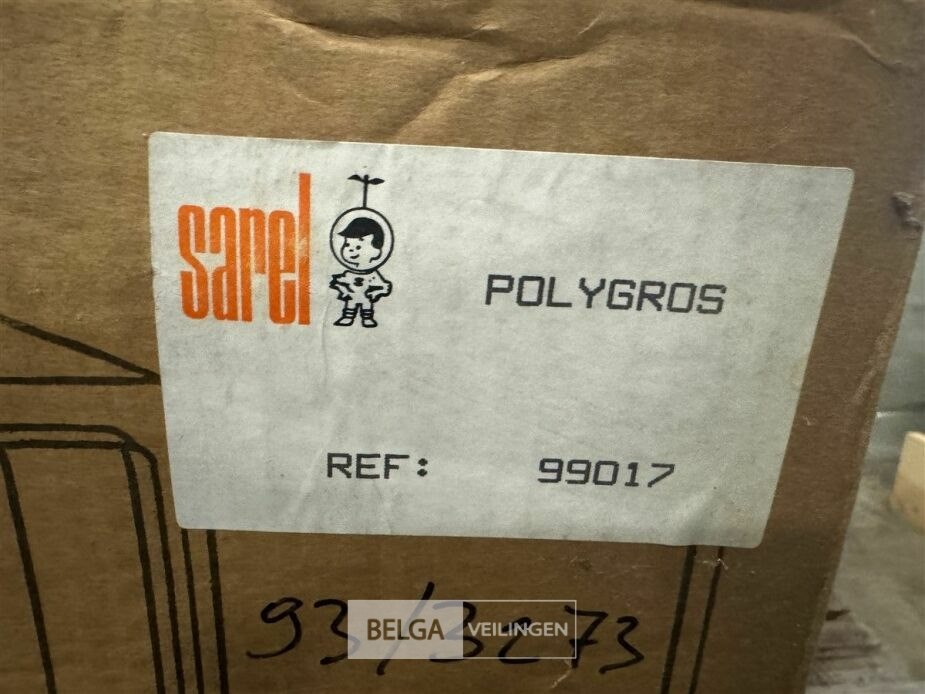 sarel
POLYGROS
REF: 99017
BELGA VEILINGEN